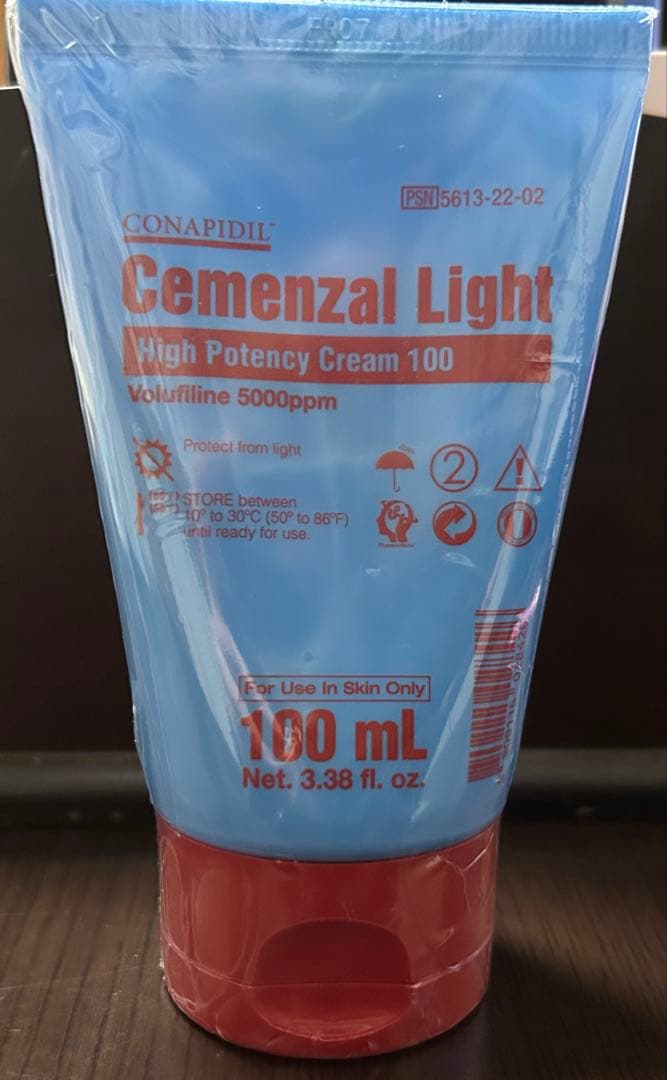 ER07
PSN 5613-22-02
CONAPIDIL
Cemenzal Light
High Potency Cream 100
Volufiline 5000ppm
Protect from light
STORE between
10° to 30°C (50° to 86°F)
until ready for use.
2
For Use In Skin Only
100 mL
Net. 3.38 fl. oz.